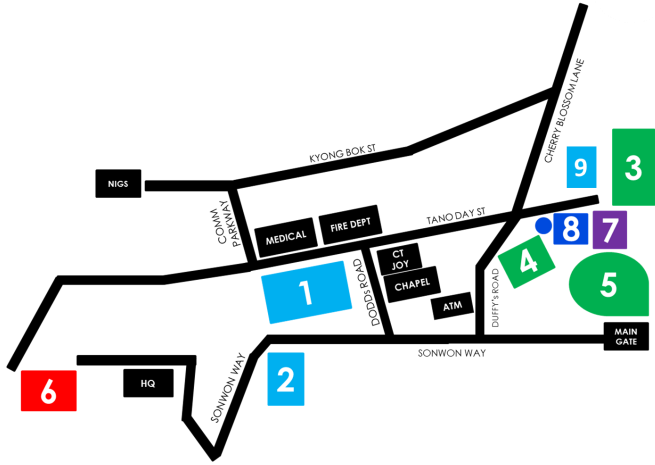 CHERRY BLOSSOM LANE
KYONG BOK ST
9
3
NIGS
COMM
PARKWAY
TANO DAY ST
FIRE DEPT
MEDICAL
8
7
CT
JOY
4
CHAPEL
1
5
DODDs ROAD
DUFFY's ROAD
ATM
MAIN
GATE
SONWON WAY
2
HQ
6
SONWON WAY